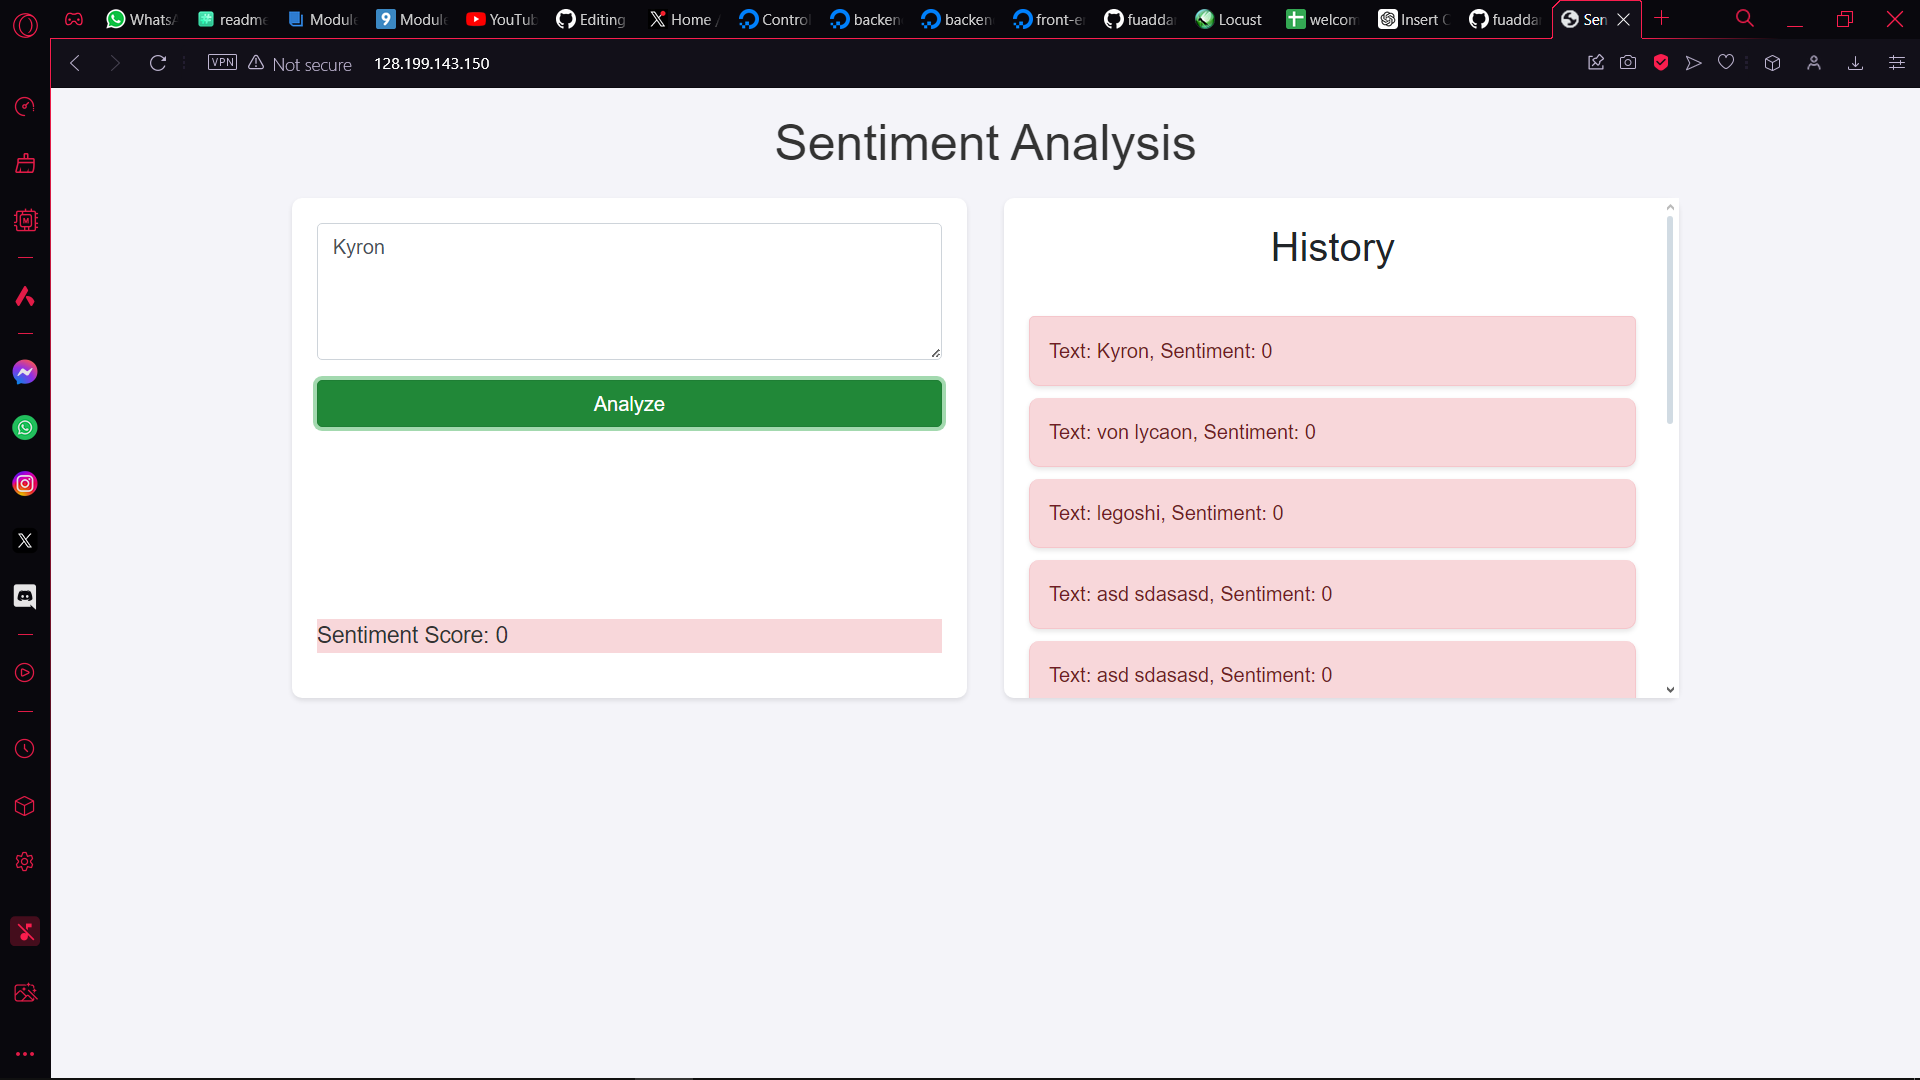 Whats
readme
Module
Module
YouTub
Editing
Home /
Control
backen
backen
front-e
fuaddar
Locust
welcom
Insert C
fuaddar
Sen
VPN
Not secure
128.199.143.150
Sentiment Analysis
Kyron
Analyze
Sentiment Score: 0
History
Text: Kyron, Sentiment: 0
Text: von lycaon, Sentiment: 0
Text: legoshi, Sentiment: 0
Text: asd sdasasd, Sentiment: 0
Text: asd sdasasd, Sentiment: 0